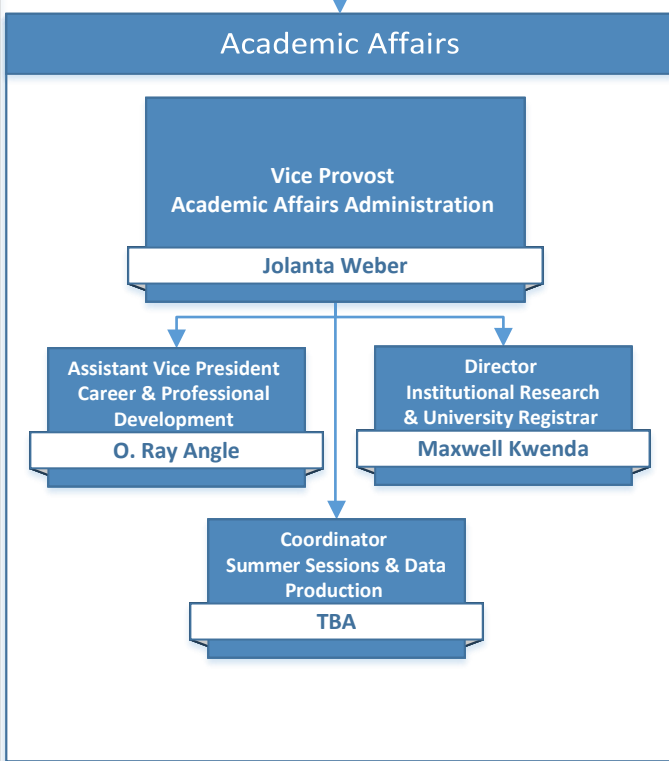 Academic Affairs
Vice Provost
Academic Affairs Administration
Jolanta Weber
Assistant Vice President
Career & Professional
Development
O. Ray Angle
Director
Institutional Research
& University Registrar
Maxwell Kwenda
Coordinator
Summer Sessions & Data
Production
TBA